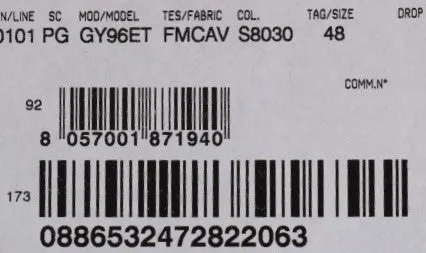 N/LINE SC MOD/MODEL TES/FABRIC COL. TAG/SIZE DROP
0101 PG GY96ET FMCAV S8030 48
COMM.N*
92
8 057001 871940
173
0886532472822063